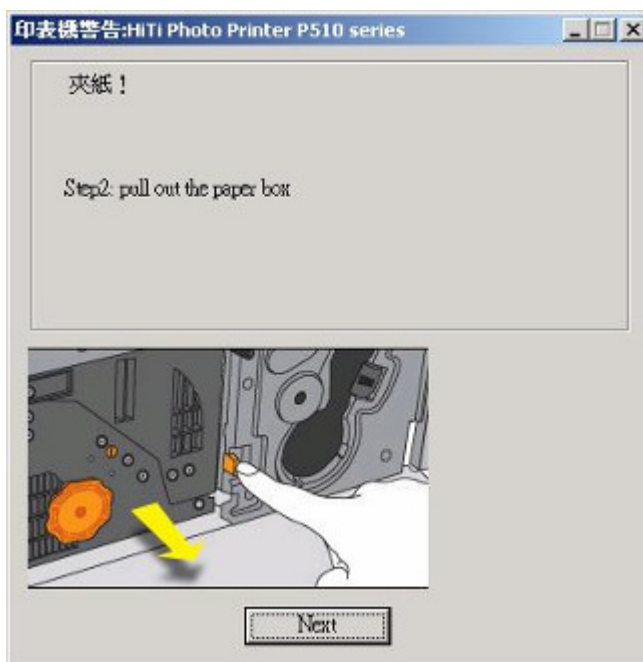 印表機警告:HiTi Photo Printer P510 series
夾紙！
Step2: pull out the paper box
Next